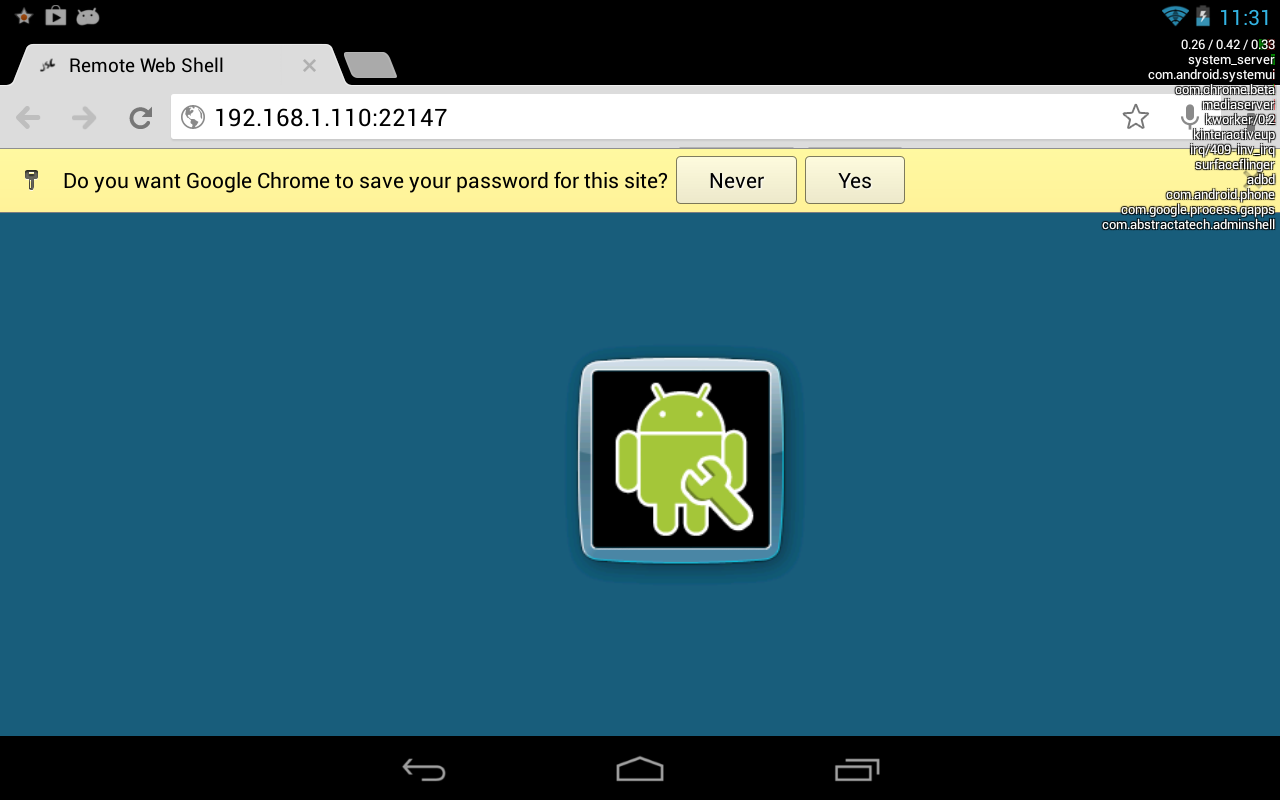 11:31
0.26 / 0.42 / 0.33
system_server
com.android.systemui
com.chrome.beta
mediaserver
kworker/0:2
kinteractiveup
irq/409-inv_irq
surfaceflinger
adbd
com.android.phone
com.google.process.gapps
com.abstractatech.adminshell
Remote Web Shell
192.168.1.110:22147
Do you want Google Chrome to save your password for this site? Never Yes